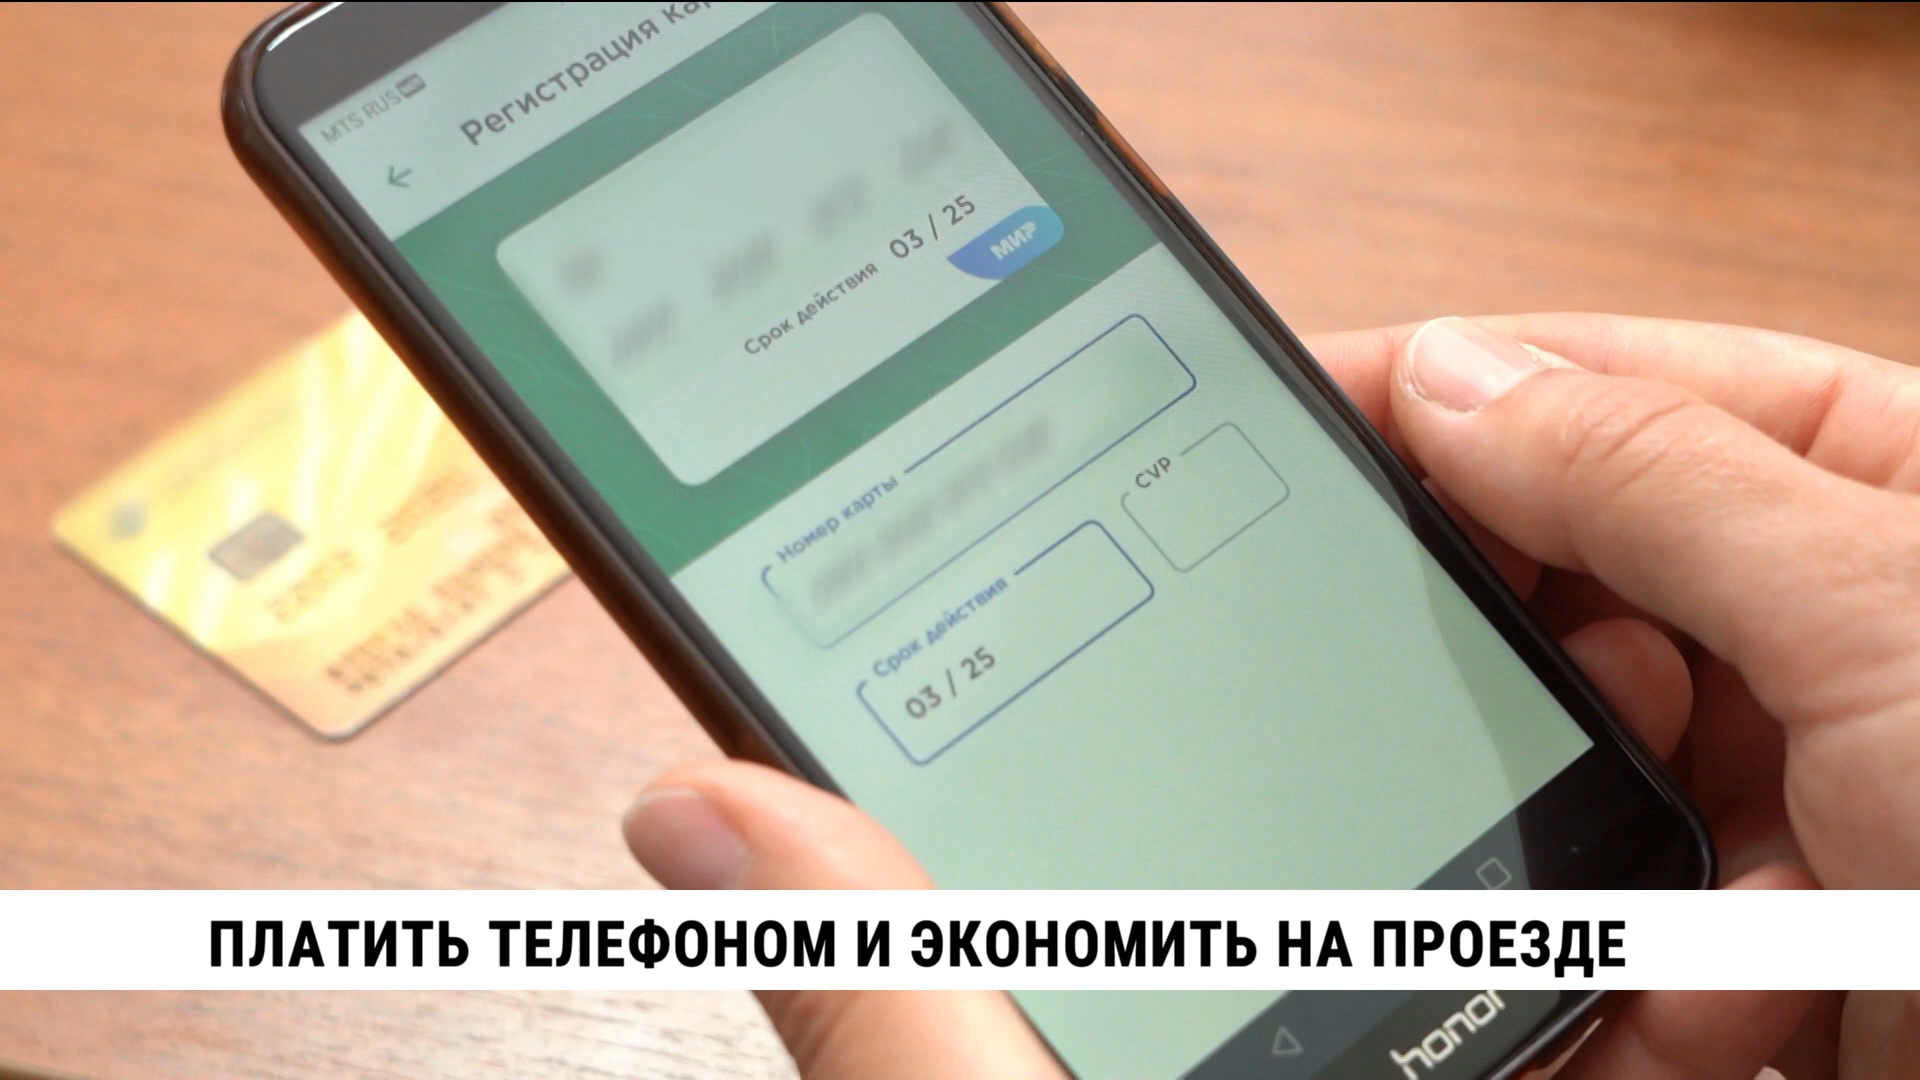 MTS RUS
Регистрация
Срок действия 03 / 25
МИР
Номер карты
Срок действия
03 / 25
CVP
ПЛАТИТЬ ТЕЛЕФОНОМ И ЭКОНОМИТЬ НА ПРОЕЗДЕ
honor